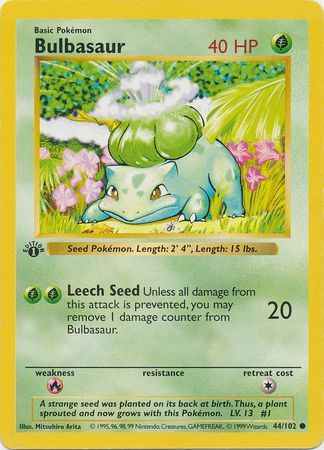 Basic Pokémon
Bulbasaur 40 HP
Seed Pokémon. Length: 2' 4", Length: 15 lbs.
EDITION
1
Leech Seed Unless all damage from
this attack is prevented, you may
remove 1 damage counter from
Bulbasaur.
20
weakness resistance retreat cost
A strange seed was planted on its back at birth. Thus, a plant
sprouted and now grows with this Pokémon. LV. 13 #1
Illus. Mitsuhiro Arita ©1995, 96, 98, 99 Nintendo, Creatures, GAMEFREAK. ©1999 Wizards. 44/102